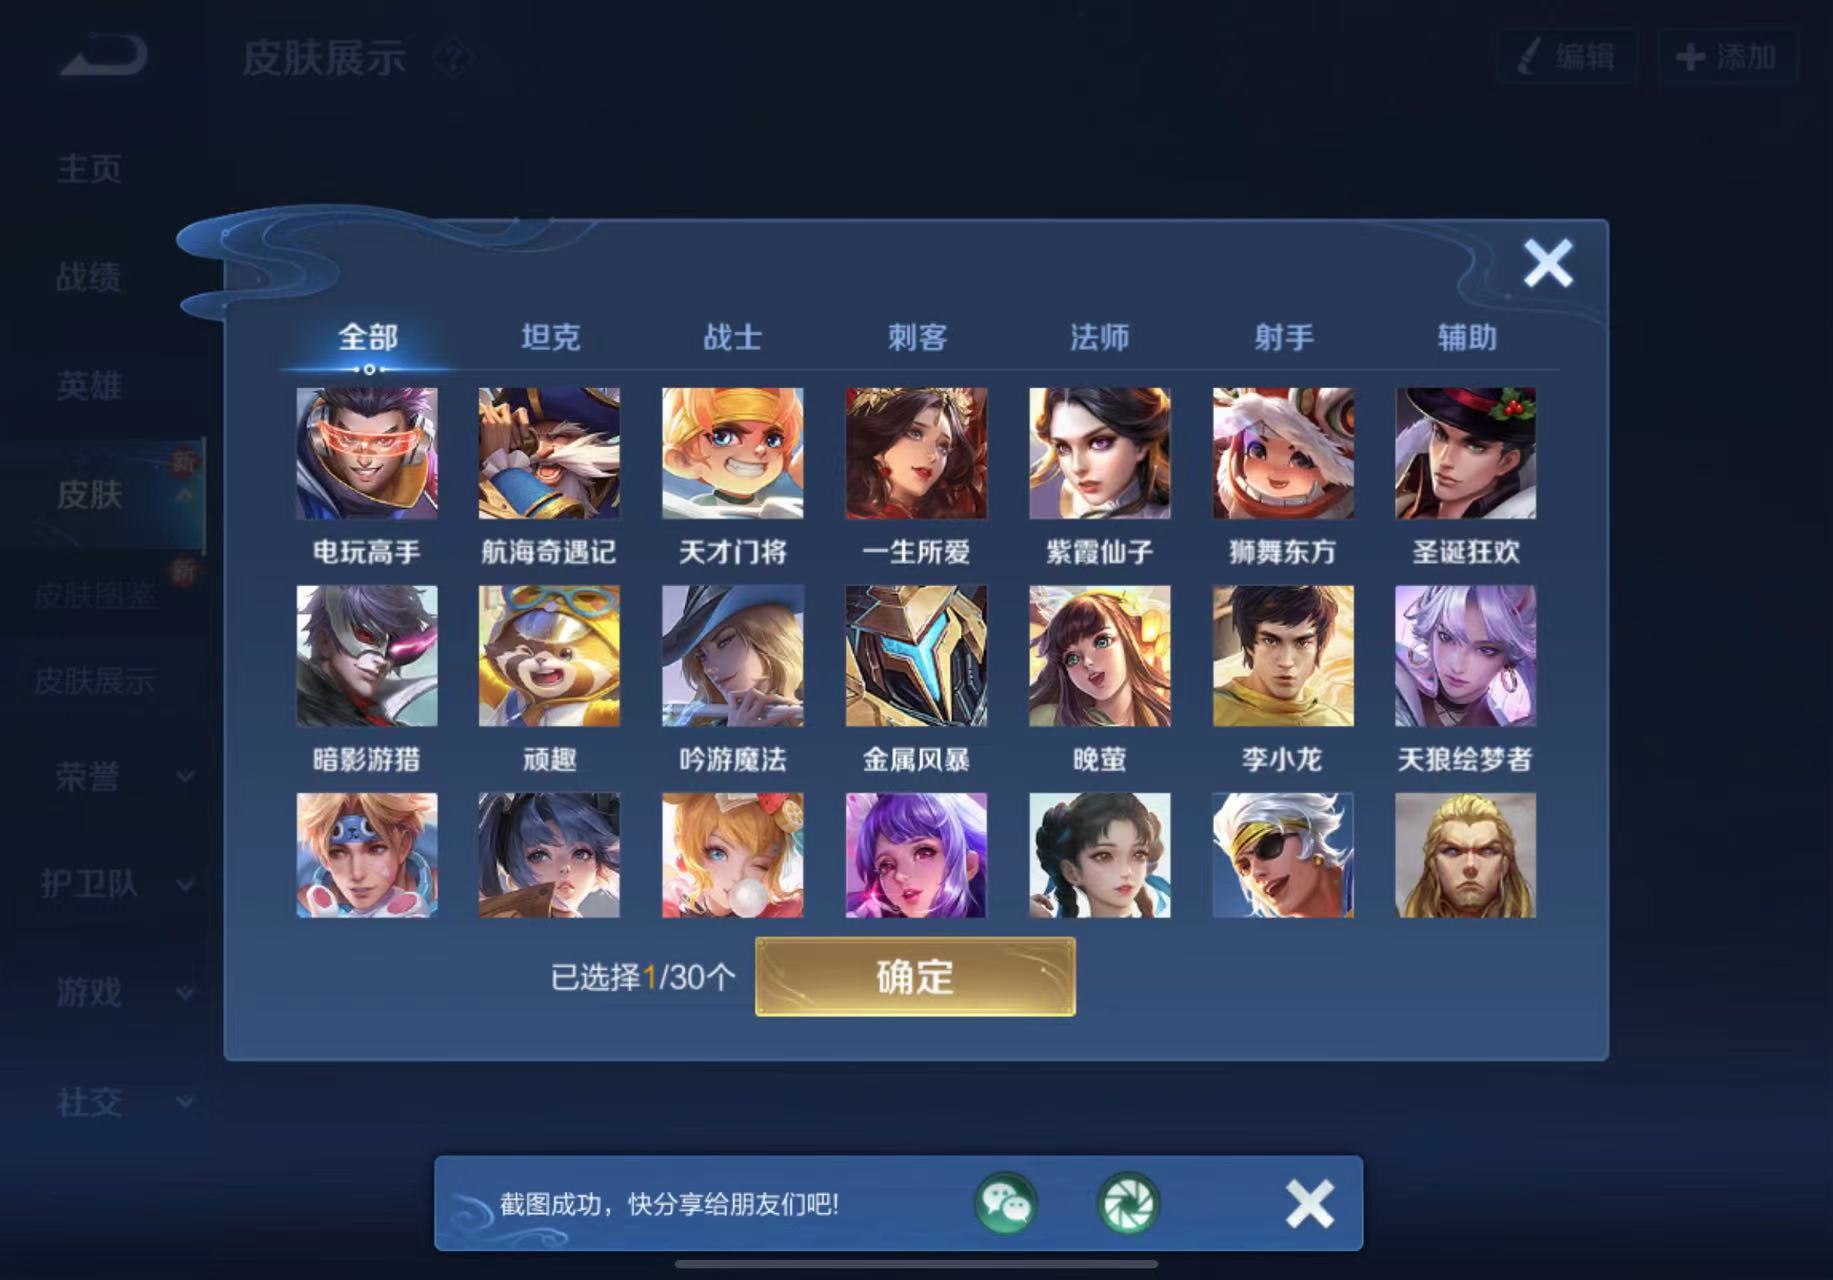 皮肤展示 ?
编辑
添加
主页
战绩
英雄
皮肤
新
皮肤图鉴
新
皮肤展示
荣誉
护卫队
游戏
社交
全部 坦克 战士 刺客 法师 射手 辅助
电玩高手 航海奇遇记 天才门将 一生所爱 紫霞仙子 狮舞东方 圣诞狂欢
暗影游猎 顽趣 吟游魔法 金属风暴 晚萤 李小龙 天狼绘梦者
已选择1/30个
确定
截图成功，快分享给朋友们吧!